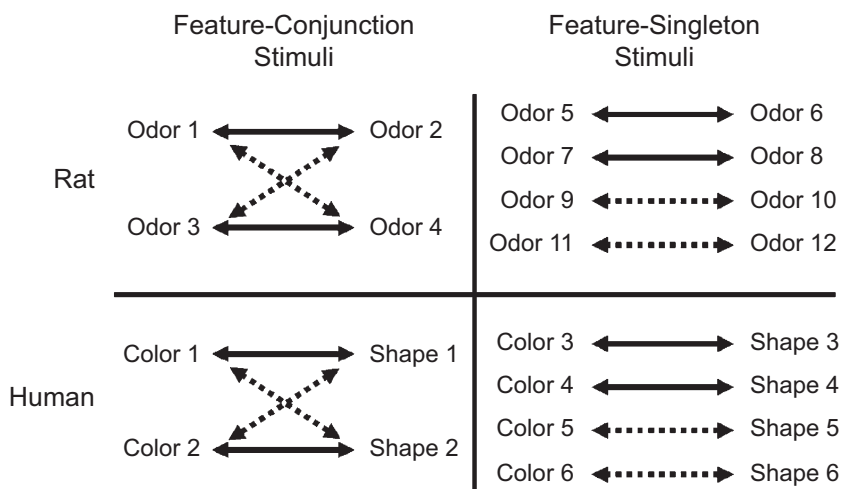 Feature-Conjunction
Stimuli
Feature-Singleton
Stimuli
Rat
Odor 1
Odor 2
Odor 3
Odor 4
Odor 5
Odor 6
Odor 7
Odor 8
Odor 9
Odor 10
Odor 11
Odor 12
Human
Color 1
Shape 1
Color 2
Shape 2
Color 3
Shape 3
Color 4
Shape 4
Color 5
Shape 5
Color 6
Shape 6